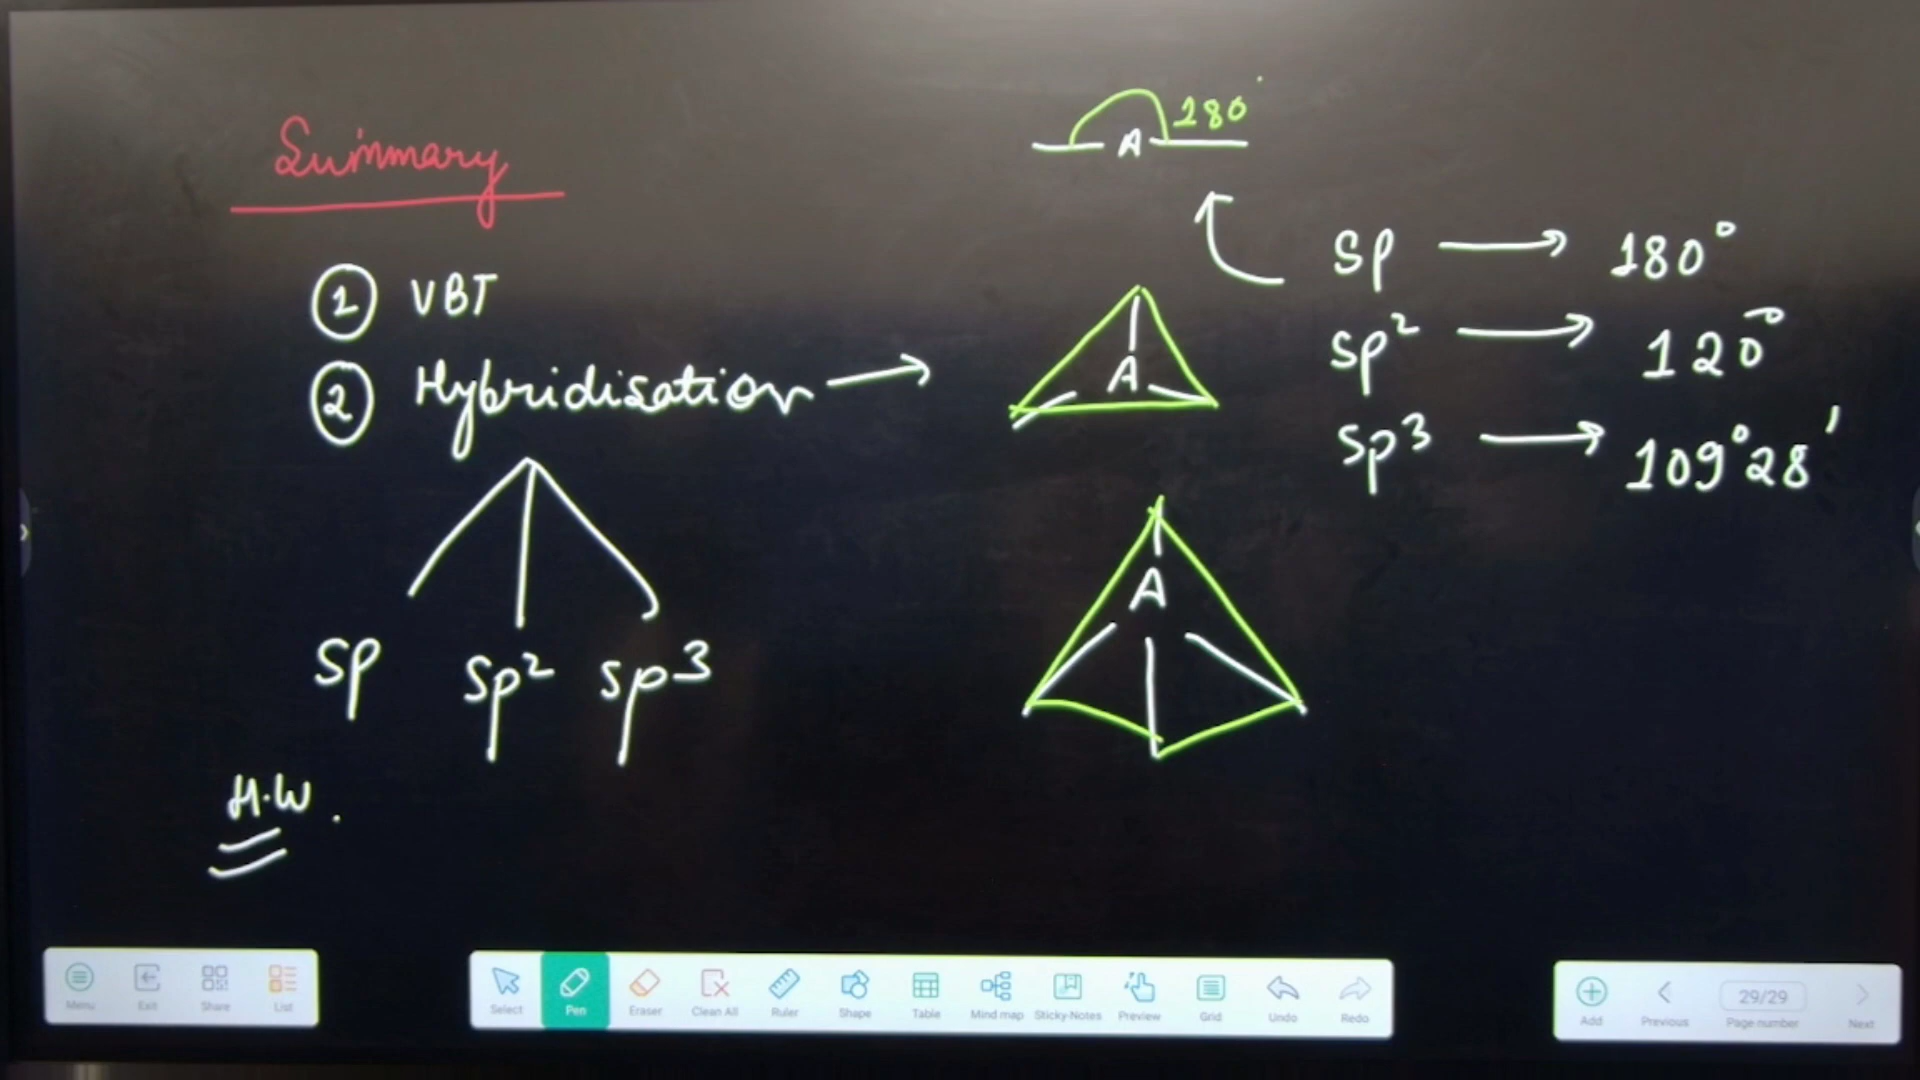 Summary
① VBT
② Hybridisation →
sp sp² sp³
H.W.
A 180°
A
A
sp → 180°
sp² → 120°
sp³ → 109°28'
Menu Exit Share List
Select Pen Eraser Clean All Ruler Shape Table Mind map Sticky-Notes Preview Grid Undo Redo
Add Previous 29/29 Page number Next